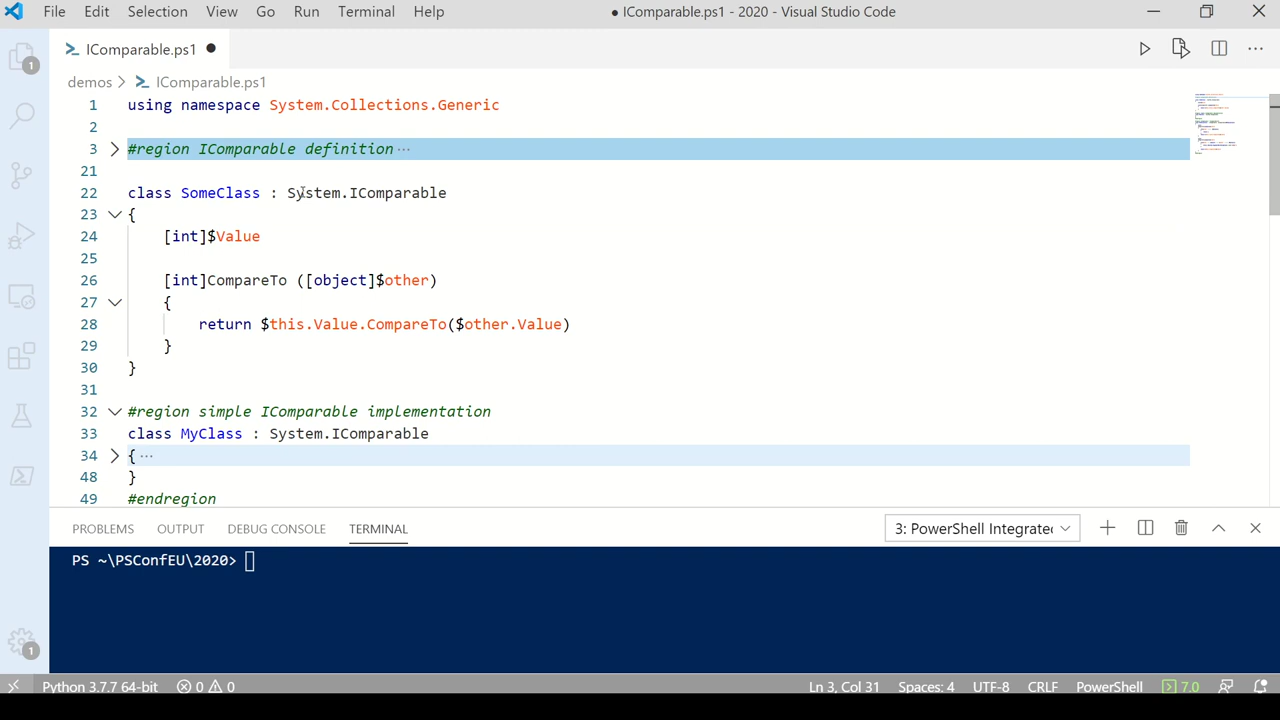 File Edit Selection View Go Run Terminal Help ● IComparable.ps1 - 2020 - Visual Studio Code
IComparable.ps1 ●
demos > IComparable.ps1
1 using namespace System.Collections.Generic
2
3 #region IComparable definition ···
21
22 class SomeClass : System.IComparable
23 {
24 [int]$Value
25
26 [int]CompareTo ([object]$other)
27 {
28 return $this.Value.CompareTo($other.Value)
29 }
30 }
31
32 #region simple IComparable implementation
33 class MyClass : System.IComparable
34 { ···
48 }
49 #endregion
PROBLEMS OUTPUT DEBUG CONSOLE TERMINAL 3: PowerShell Integrated
PS ~\PSConfEU\2020>
Python 3.7.7 64-bit 0 0 Ln 3, Col 31 Spaces: 4 UTF-8 CRLF PowerShell 7.0
1
1